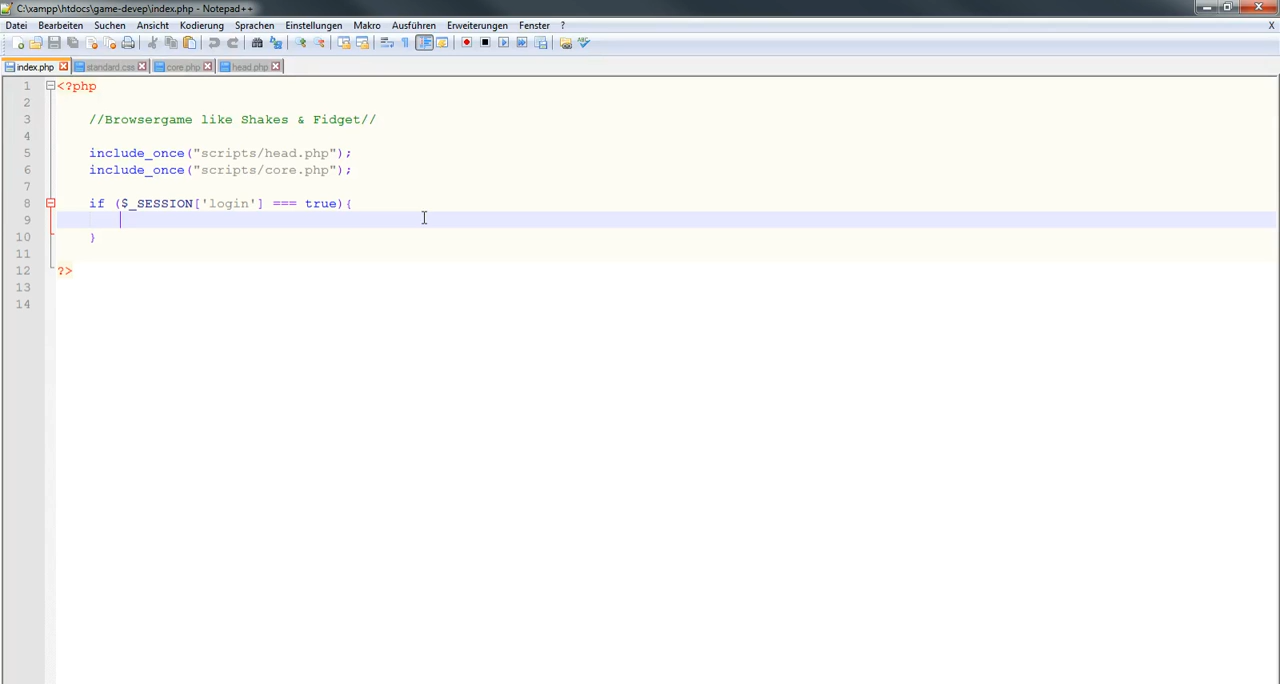 C:\xampp\htdocs\game-devep\index.php - Notepad++
Datei Bearbeiten Suchen Ansicht Kodierung Sprachen Einstellungen Makro Ausführen Erweiterungen Fenster ? X
index.php standard.css core.php head.php
1 <?php
2
3 //Browsergame like Shakes & Fidget//
4
5 include_once("scripts/head.php");
6 include_once("scripts/core.php");
7
8 if ($_SESSION['login'] === true){
9
10 }
11
12 ?>
13
14